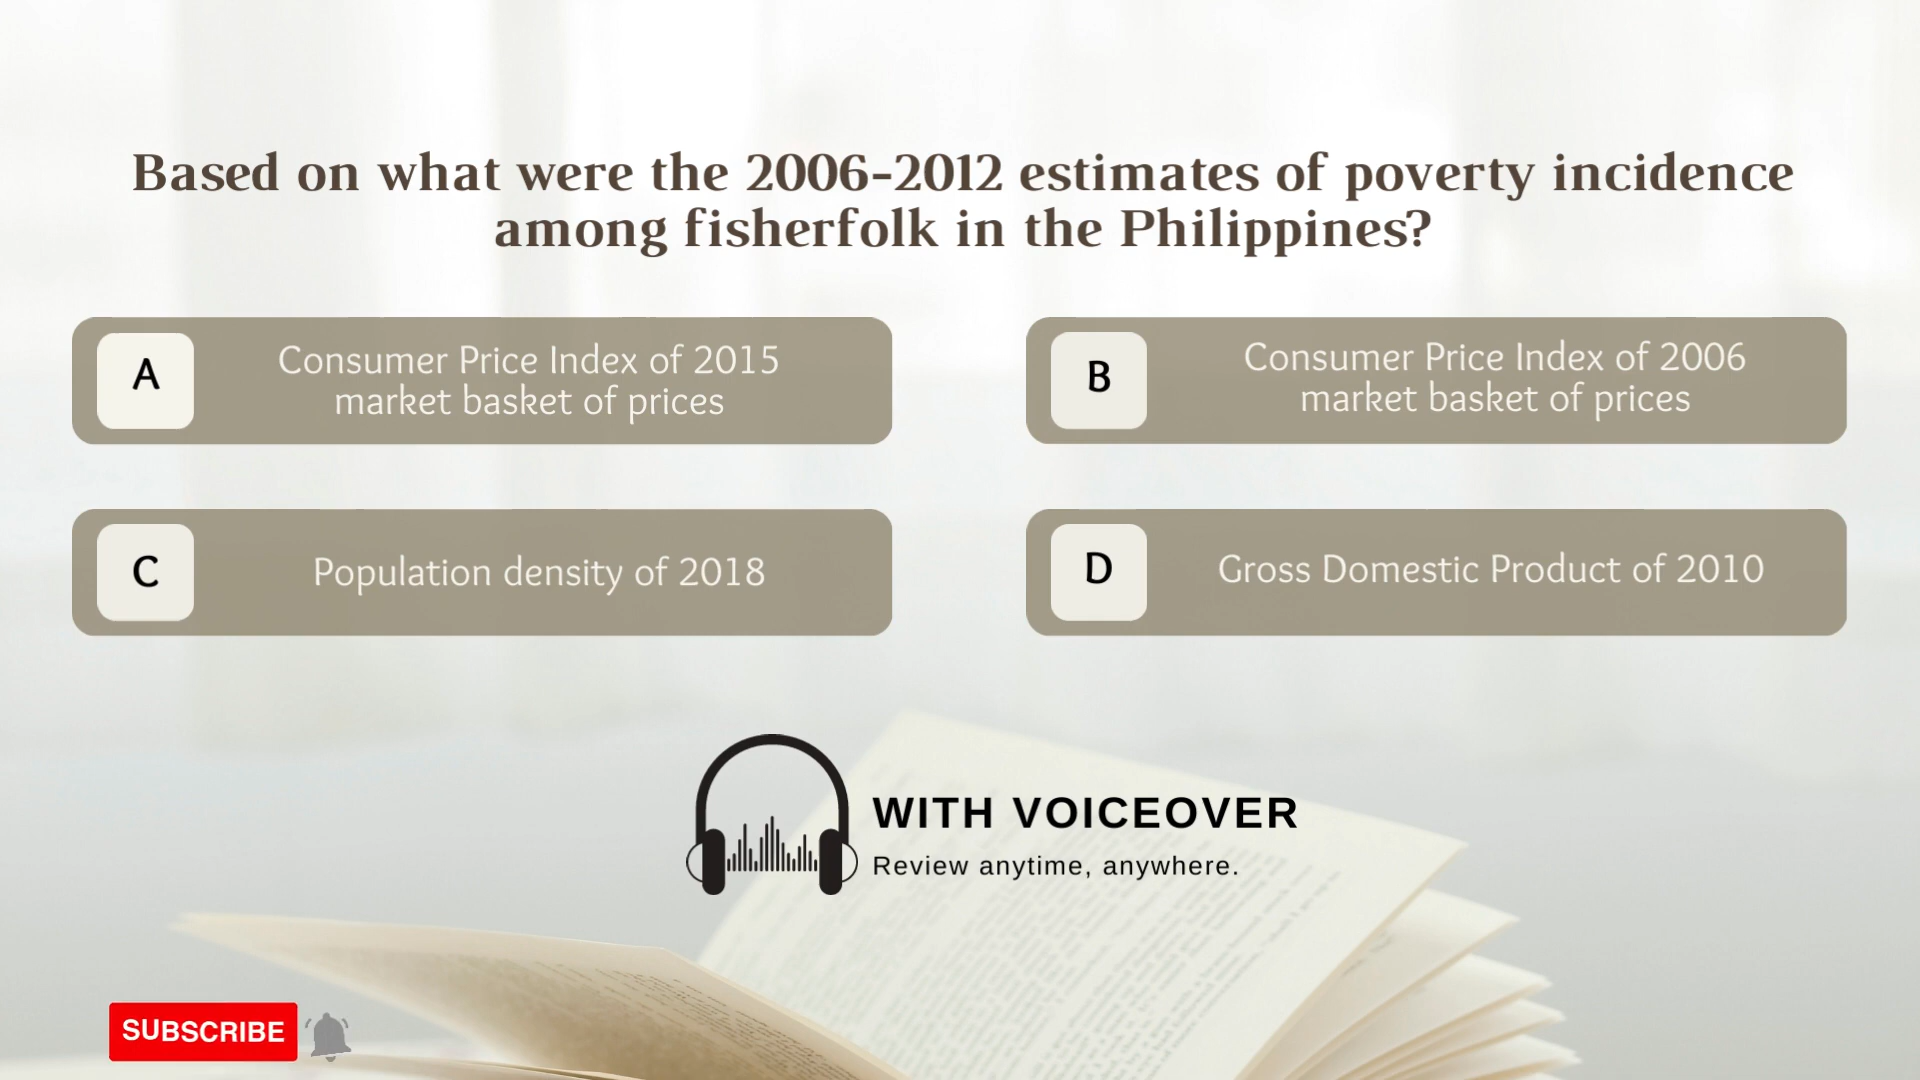 Based on what were the 2006-2012 estimates of poverty incidence
among fisherfolk in the Philippines?
A
Consumer Price Index of 2015
market basket of prices
B
Consumer Price Index of 2006
market basket of prices
C
Population density of 2018
D
Gross Domestic Product of 2010
WITH VOICEOVER
Review anytime, anywhere.
SUBSCRIBE